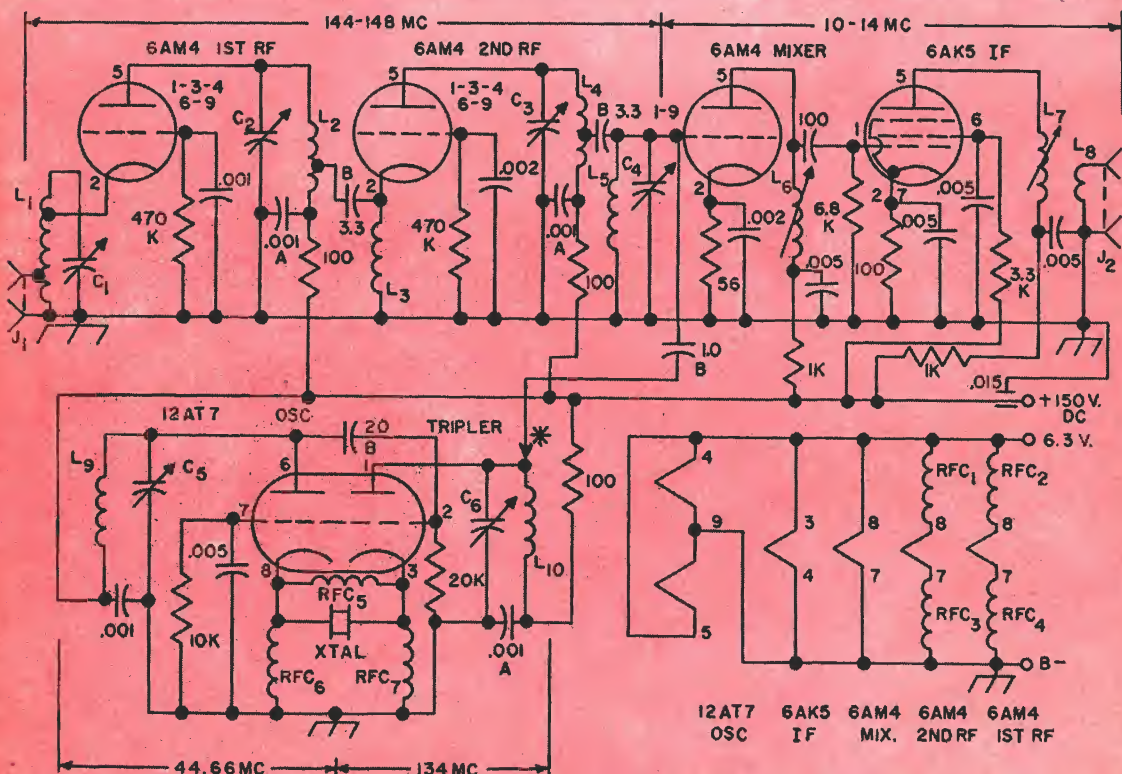 144-148 MC
10-14 MC
6AM4 1ST RF
6AM4 2ND RF
6AM4 MIXER
6AK5 IF
5
1-3-4
6-9
C2
L2
5
1-3-4
6-9
C3
L4
B
3.3
1-9
5
100
1
6
L7
L8
L1
2
.001
B
2
.002
L5
C4
2
.002
L6
6.8
K
2
7
.005
.005
C1
470
K
.001
A
3.3
100
L3
470
K
.001
A
100
56
.005
100
3.3
K
.005
J2
J1
1.0
B
1K
1K
.015
+150 V.
DC
12AT7
OSC
20
B
TRIPLER
*
6.3 V.
L9
C5
6
1
C6
100
4
RFC1
RFC2
7
2
9
3
8
8
8
.005
8
3
20K
L10
4
7
7
7
RFC5
5
RFC3
RFC4
.001
10K
XTAL
.001
A
RFC6
RFC7
B-
12AT7
OSC
6AK5
IF
6AM4
MIX.
6AM4
2ND RF
6AM4
1ST RF
44.66 MC
134 MC